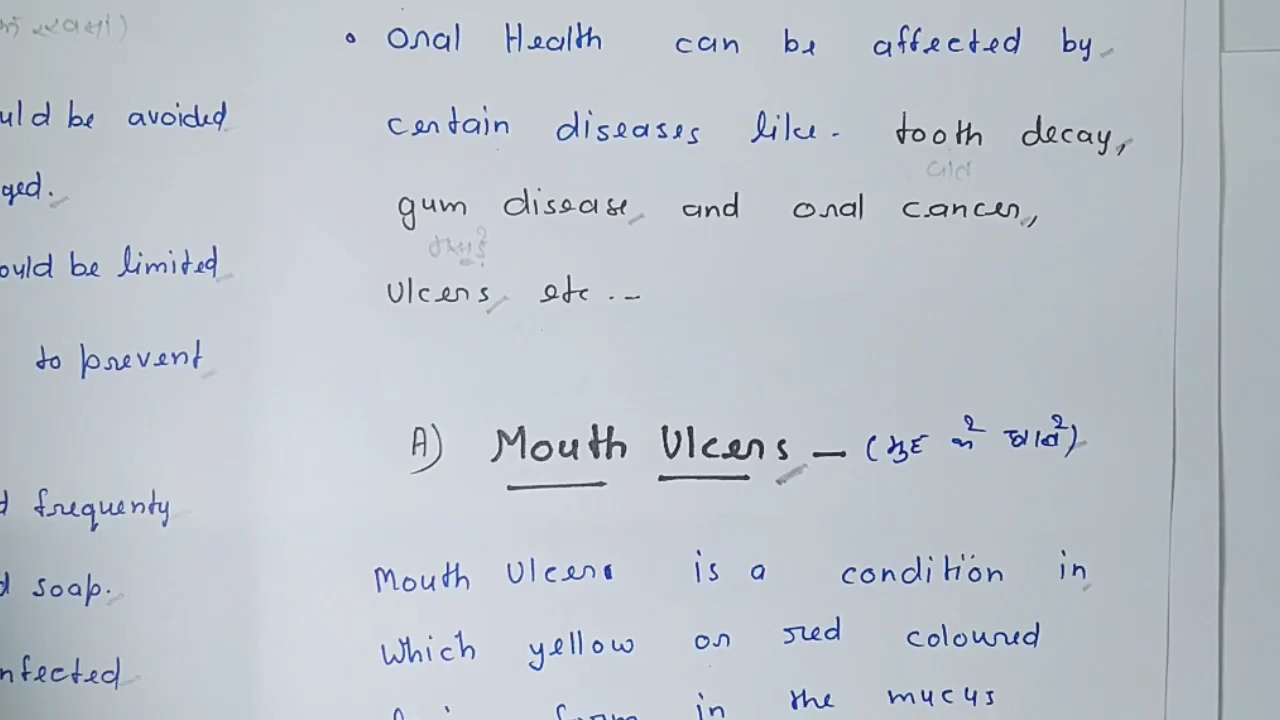 uld be avoided
ged.
ould be limited
to prevent
d frequenty
d soap.
nfected
• Oral Health can be affected by
certain diseases like - tooth decay,
gum disease and oral cancer,
Ulcers, etc ..-
A) Mouth Ulcers –
Mouth Ulcers is a condition in
which yellow or red coloured
in the mucus